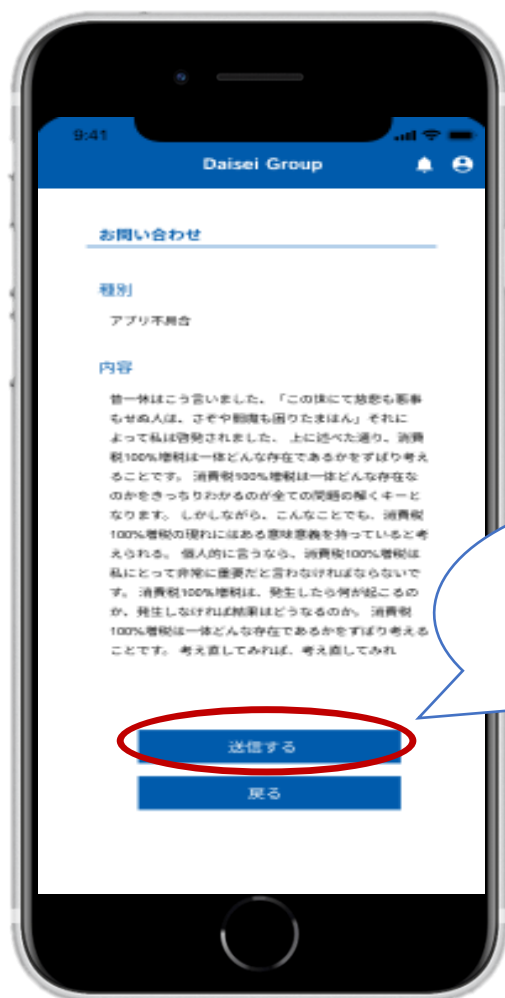 9:41
Daisei Group
お問い合わせ
種別
アプリ不具合
内容
昔一休はこう言いました、「この世にて慈悲も悪事
もせぬ人は、さぞや閻魔も困りたまはん」それに
よって私は啓発されました、 上に述べた通り、消費
税100%増税は一体どんな存在であるかをずばり考え
ることです。 消費税100%増税は一体どんな存在な
のかをきっちりわかるのが全ての問題の解くキーと
なります。 しかしながら、こんなことでも、消費税
100%増税の現れにはある意味意義を持っていると考
えられる。 個人的に言うなら、消費税100%増税は
私にとって非常に重要だと言わなければならないで
す。 消費税100%増税は、発生したら何が起こるの
か、発生しなければ結果はどうなるのか。 消費税
100%増税は一体どんな存在であるかをずばり考える
ことです。 考え直してみれば、考え直してみれ
送信する
戻る